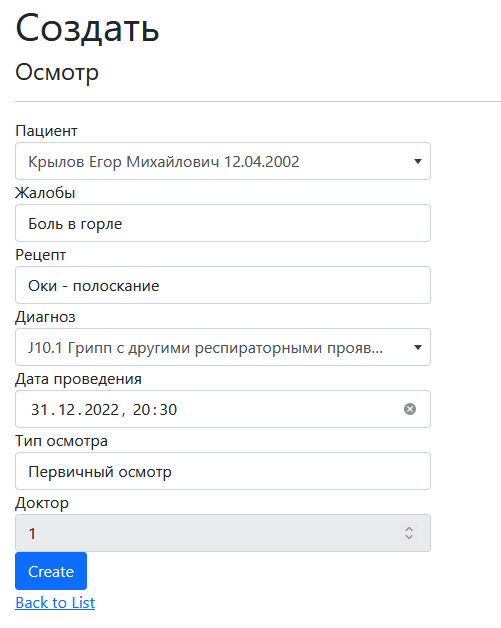 Создать
Осмотр
Пациент
Крылов Егор Михайлович 12.04.2002
Жалобы
Боль в горле
Рецепт
Оки - полоскание
Диагноз
J10.1 Грипп с другими респираторными прояв...
Дата проведения
31.12.2022, 20:30
Тип осмотра
Первичный осмотр
Доктор
1
Create
Back to List